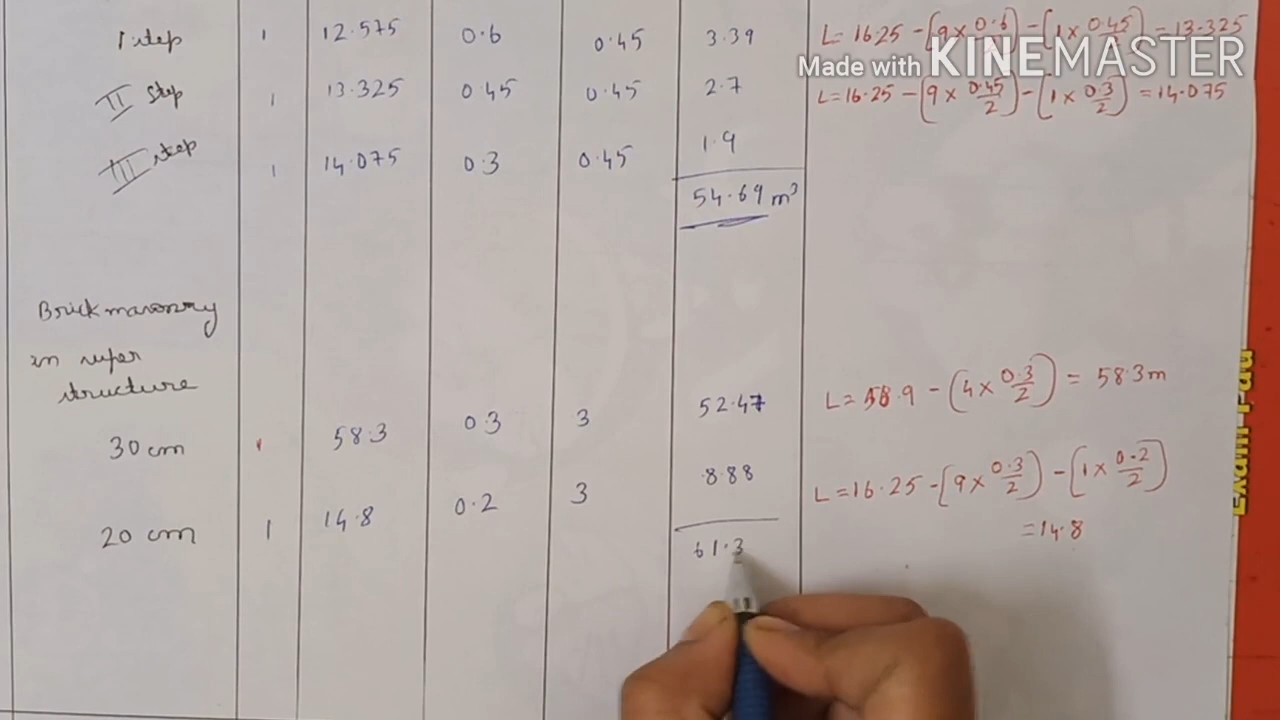 I step 1 12.575 0.6 0.45 3.39 L= 16.25 - (9 x 0.6) - (1 x 0.45/2) = 13.325
Made with KINEMASTER
II step 1 13.325 0.45 0.45 2.7 L=16.25 - (9 x 0.45/2) - (1 x 0.3/2) = 14.075
III step 1 14.075 0.3 0.45 1.9
54.69 m³
Brick masonry
in super
structure
30 cm 58.3 0.3 3 52.47 L= 58.9 - (4 x 0.3/2) = 58.3m
20 cm 1 14.8 0.2 3 8.88 L=16.25 - (9 x 0.3/2) - (1 x 0.2/2)
=14.8
61.3